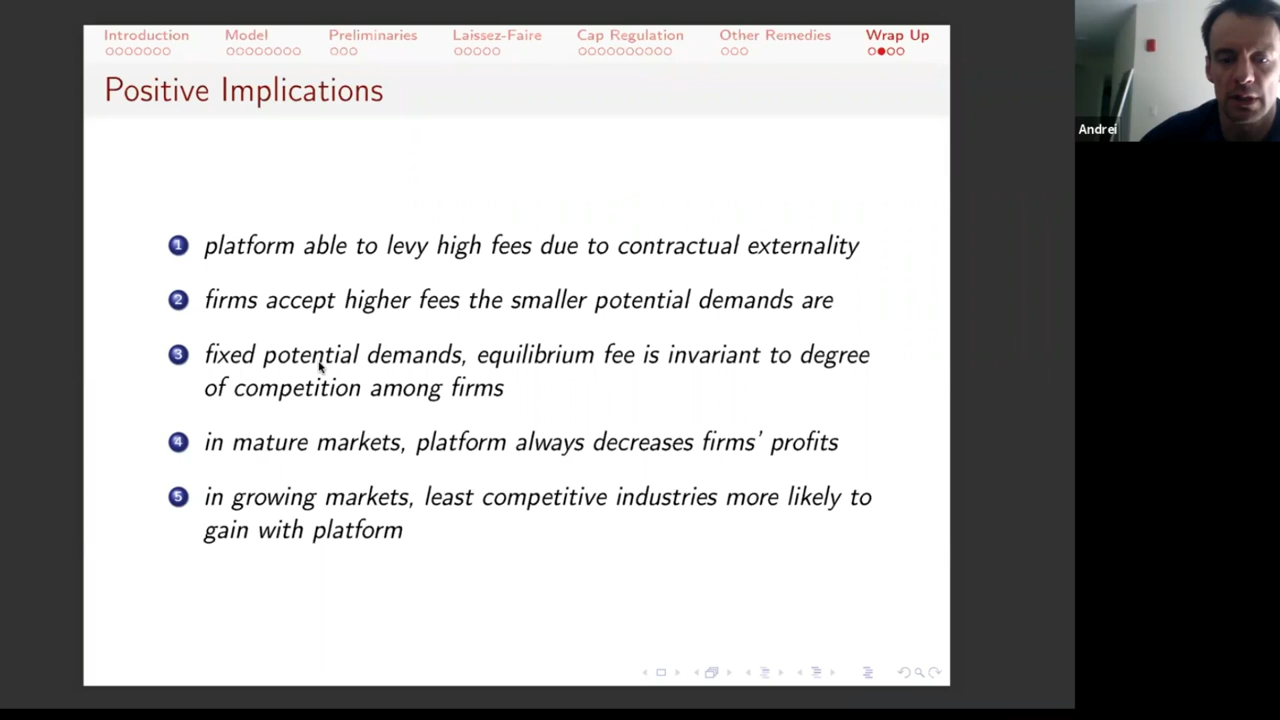 Introduction Model Preliminaries Laissez-Faire Cap Regulation Other Remedies Wrap Up
Positive Implications
Andrei
1 platform able to levy high fees due to contractual externality
2 firms accept higher fees the smaller potential demands are
3 fixed potential demands, equilibrium fee is invariant to degree
of competition among firms
4 in mature markets, platform always decreases firms' profits
5 in growing markets, least competitive industries more likely to
gain with platform